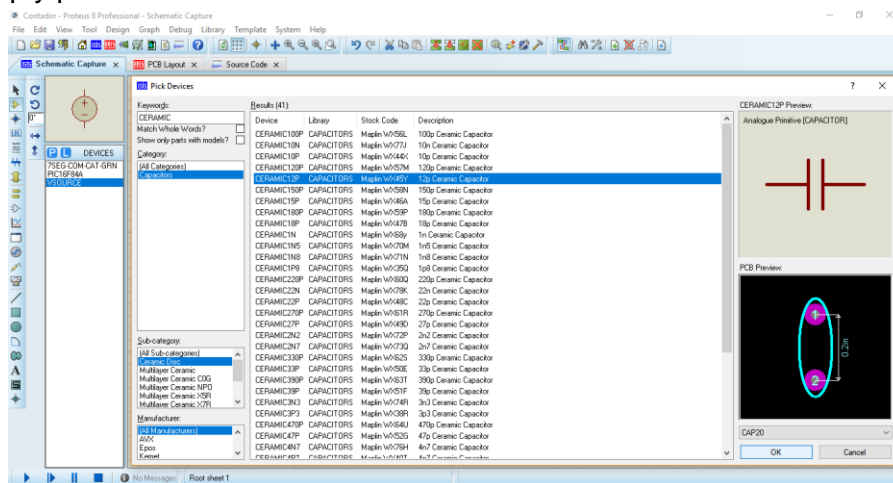 Contador - Proteus 8 Professional - Schematic Capture
File Edit View Tool Design Graph Debug Library Template System Help
Schematic Capture x PCB Layout x Source Code x
Pick Devices ? X
Keywords:
CERAMIC
Match Whole Words?
Show only parts with models?
Category:
(All Categories)
Capacitors
Sub-category:
(All Sub-categories)
Ceramic Disc
Multilayer Ceramic
Multilayer Ceramic C0G
Multilayer Ceramic NPO
Multilayer Ceramic X5R
Multilayer Ceramic X7R
Manufacturer:
(All Manufacturers)
AVX
Epos
Kemet
Results (41):
Device Library Stock Code Description
CERAMIC100P CAPACITORS Maplin WX56L 100p Ceramic Capacitor
CERAMIC10N CAPACITORS Maplin WX77J 10n Ceramic Capacitor
CERAMIC10P CAPACITORS Maplin WX44X 10p Ceramic Capacitor
CERAMIC120P CAPACITORS Maplin WX57M 120p Ceramic Capacitor
CERAMIC12P CAPACITORS Maplin WX45Y 12p Ceramic Capacitor
CERAMIC150P CAPACITORS Maplin WX58N 150p Ceramic Capacitor
CERAMIC15P CAPACITORS Maplin WX46A 15p Ceramic Capacitor
CERAMIC180P CAPACITORS Maplin WX59P 180p Ceramic Capacitor
CERAMIC18P CAPACITORS Maplin WX47B 18p Ceramic Capacitor
CERAMIC1N CAPACITORS Maplin WX68y 1n Ceramic Capacitor
CERAMIC1N5 CAPACITORS Maplin WX70M 1n5 Ceramic Capacitor
CERAMIC1N8 CAPACITORS Maplin WX71N 1n8 Ceramic Capacitor
CERAMIC1P8 CAPACITORS Maplin WX35Q 1p8 Ceramic Capacitor
CERAMIC220P CAPACITORS Maplin WX60Q 220p Ceramic Capacitor
CERAMIC22N CAPACITORS Maplin WX78K 22n Ceramic Capacitor
CERAMIC22P CAPACITORS Maplin WX48C 22p Ceramic Capacitor
CERAMIC270P CAPACITORS Maplin WX61R 270p Ceramic Capacitor
CERAMIC27P CAPACITORS Maplin WX49D 27p Ceramic Capacitor
CERAMIC2N2 CAPACITORS Maplin WX72P 2n2 Ceramic Capacitor
CERAMIC2N7 CAPACITORS Maplin WX73Q 2n7 Ceramic Capacitor
CERAMIC330P CAPACITORS Maplin WX62S 330p Ceramic Capacitor
CERAMIC33P CAPACITORS Maplin WX50E 33p Ceramic Capacitor
CERAMIC390P CAPACITORS Maplin WX63T 390p Ceramic Capacitor
CERAMIC39P CAPACITORS Maplin WX51F 39p Ceramic Capacitor
CERAMIC3N3 CAPACITORS Maplin WX74R 3n3 Ceramic Capacitor
CERAMIC3P3 CAPACITORS Maplin WX38R 3p3 Ceramic Capacitor
CERAMIC470P CAPACITORS Maplin WX64U 470p Ceramic Capacitor
CERAMIC47P CAPACITORS Maplin WX52G 47p Ceramic Capacitor
CERAMIC4N7 CAPACITORS Maplin WX76H 4n7 Ceramic Capacitor
CERAMIC12P Preview:
Analogue Primitive [CAPACITOR]
PCB Preview:
1
0.2in
2
CAP20
OK Cancel
0°
LBL
P L DEVICES
7SEG-COM-CAT-GRN
PIC16F84A
VSOURCE
No Messages Root sheet 1